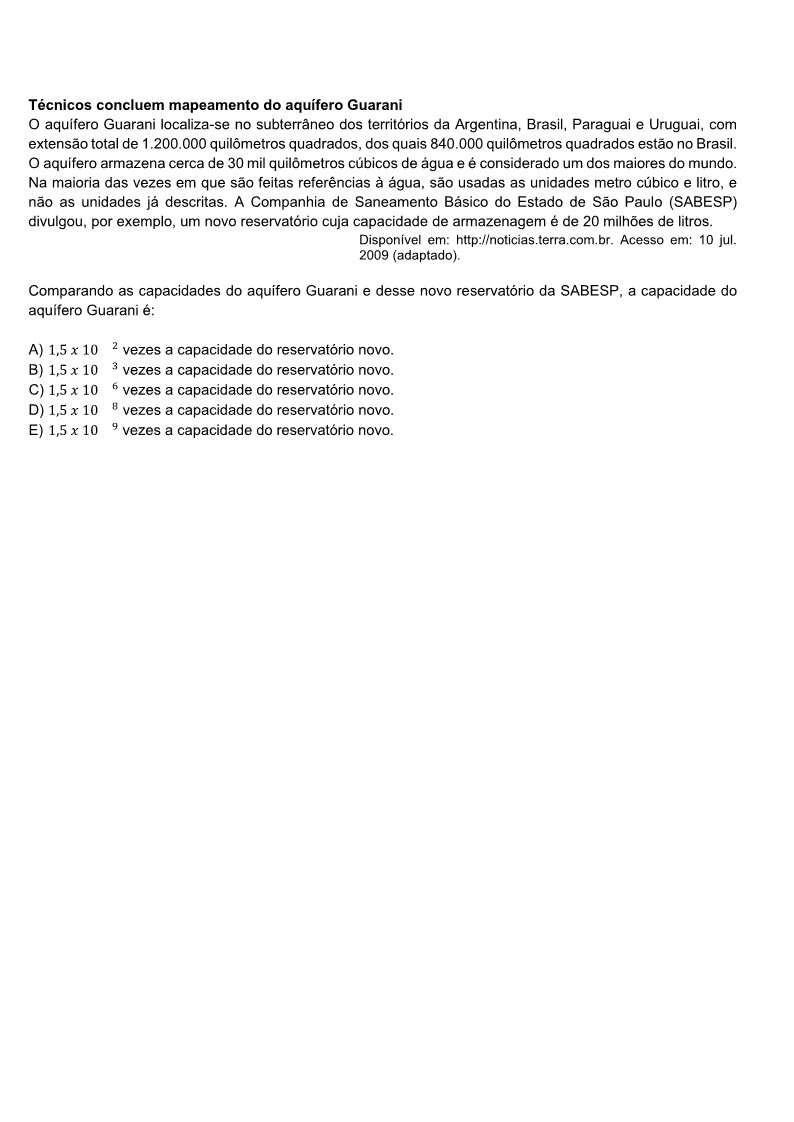 Técnicos concluem mapeamento do aquífero Guarani
O aquífero Guarani localiza-se no subterrâneo dos territórios da Argentina, Brasil, Paraguai e Uruguai, com
extensão total de 1.200.000 quilômetros quadrados, dos quais 840.000 quilômetros quadrados estão no Brasil.
O aquífero armazena cerca de 30 mil quilômetros cúbicos de água e é considerado um dos maiores do mundo.
Na maioria das vezes em que são feitas referências à água, são usadas as unidades metro cúbico e litro, e
não as unidades já descritas. A Companhia de Saneamento Básico do Estado de São Paulo (SABESP)
divulgou, por exemplo, um novo reservatório cuja capacidade de armazenagem é de 20 milhões de litros.
Disponível em: http://noticias.terra.com.br. Acesso em: 10 jul.
2009 (adaptado).
Comparando as capacidades do aquífero Guarani e desse novo reservatório da SABESP, a capacidade do
aquífero Guarani é:
A) 1,5 x 10 ² vezes a capacidade do reservatório novo.
B) 1,5 x 10 ³ vezes a capacidade do reservatório novo.
C) 1,5 x 10 ⁶ vezes a capacidade do reservatório novo.
D) 1,5 x 10 ⁸ vezes a capacidade do reservatório novo.
E) 1,5 x 10 ⁹ vezes a capacidade do reservatório novo.